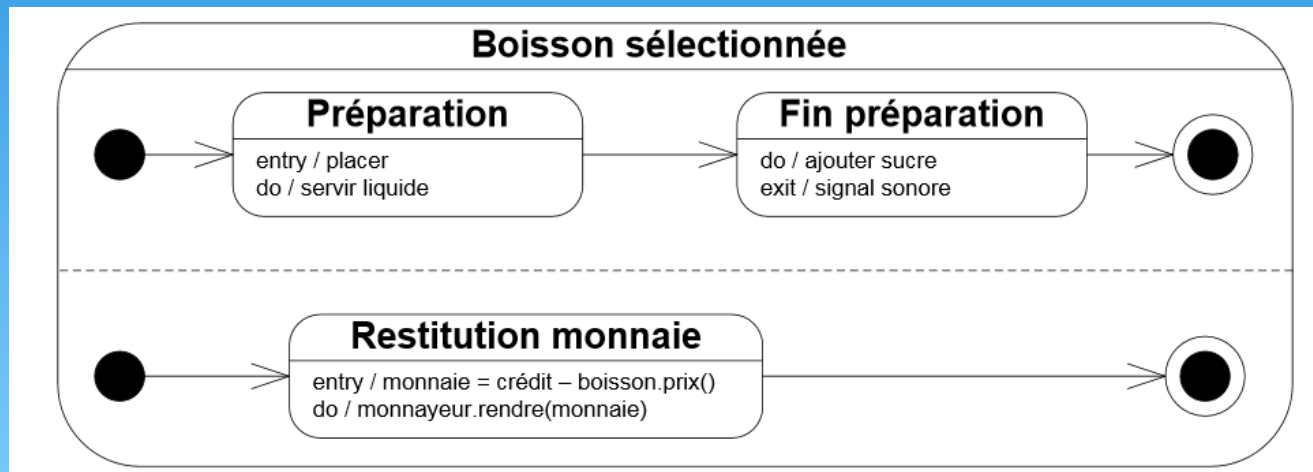 Boisson sélectionnée
Préparation
entry / placer
do / servir liquide
Fin préparation
do / ajouter sucre
exit / signal sonore
Restitution monnaie
entry / monnaie = crédit – boisson.prix()
do / monnayeur.rendre(monnaie)